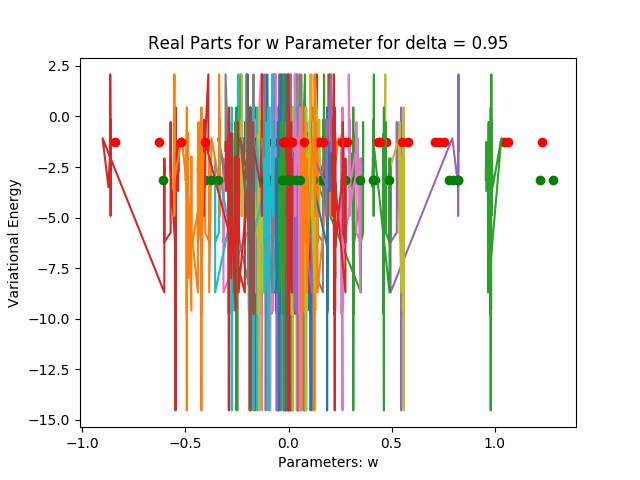 Real Parts for w Parameter for delta = 0.95
Variational Energy
2.5
0.0
−2.5
−5.0
−7.5
−10.0
−12.5
−15.0
−1.0 −0.5 0.0 0.5 1.0
Parameters: w